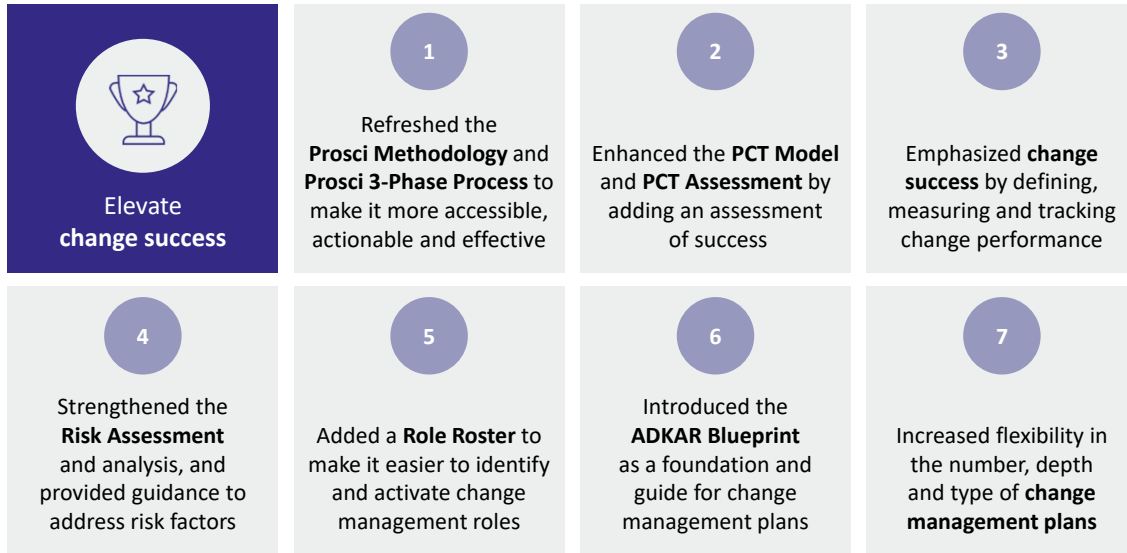 Elevate
change success
1
Refreshed the
Prosci Methodology and
Prosci 3-Phase Process to
make it more accessible,
actionable and effective
2
Enhanced the PCT Model
and PCT Assessment by
adding an assessment
of success
3
Emphasized change
success by defining,
measuring and tracking
change performance
4
Strengthened the
Risk Assessment
and analysis, and
provided guidance to
address risk factors
5
Added a Role Roster to
make it easier to identify
and activate change
management roles
6
Introduced the
ADKAR Blueprint
as a foundation and
guide for change
management plans
7
Increased flexibility in
the number, depth
and type of change
management plans